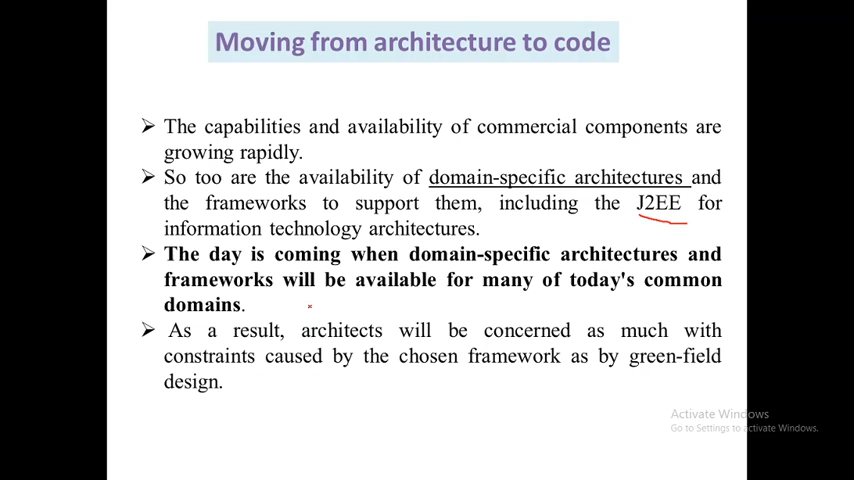 Moving from architecture to code
➢ The capabilities and availability of commercial components are
growing rapidly.
➢ So too are the availability of domain-specific architectures and
the frameworks to support them, including the J2EE for
information technology architectures.
➢ The day is coming when domain-specific architectures and
frameworks will be available for many of today's common
domains.
➢ As a result, architects will be concerned as much with
constraints caused by the chosen framework as by green-field
design.
Activate Windows
Go to Settings to activate Windows.